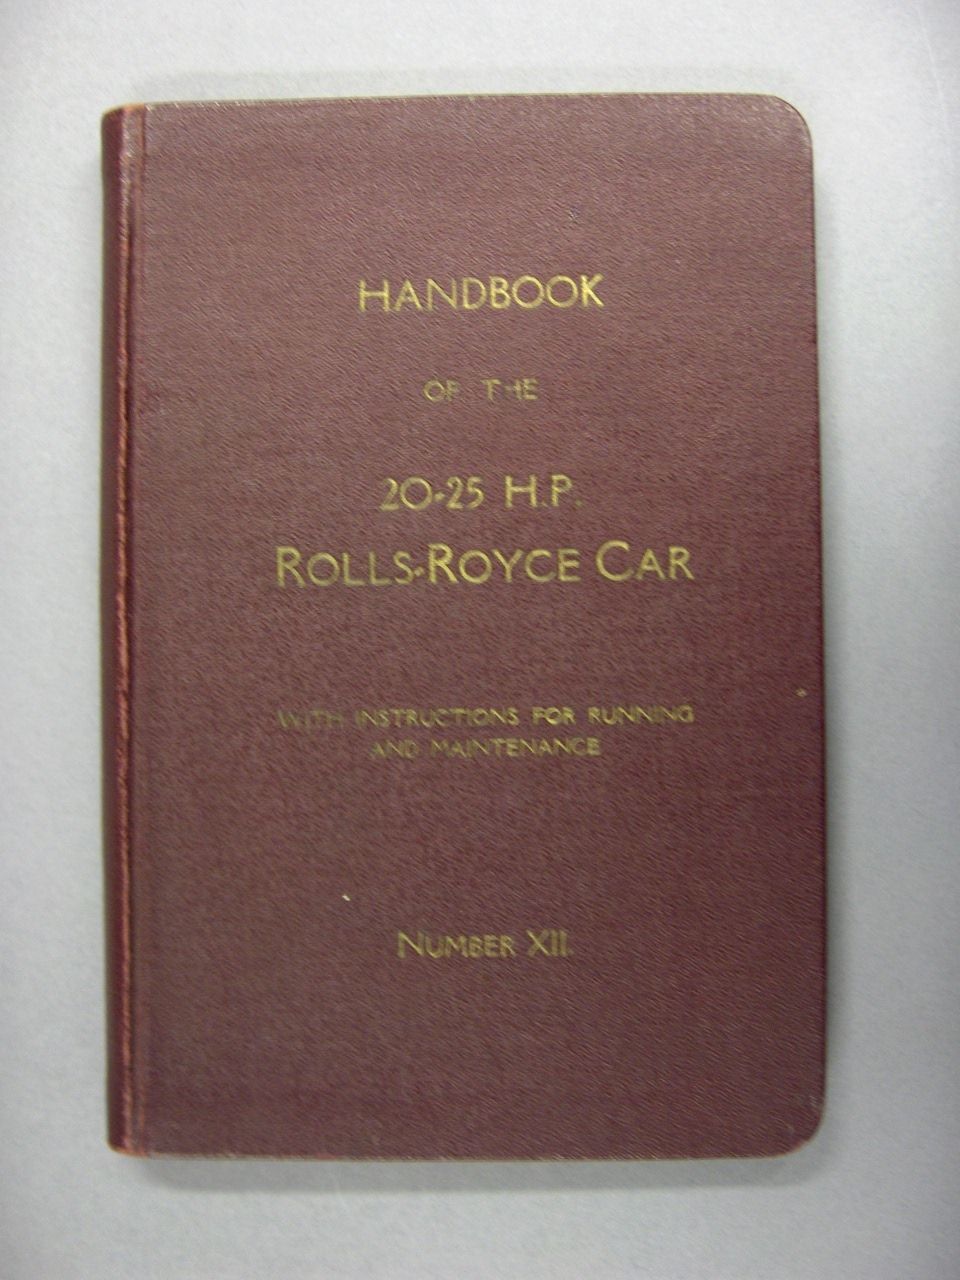 HANDBOOK
OF THE
20-25 H.P.
ROLLS-ROYCE CAR
WITH INSTRUCTIONS FOR RUNNING
AND MAINTENANCE
NUMBER XII.